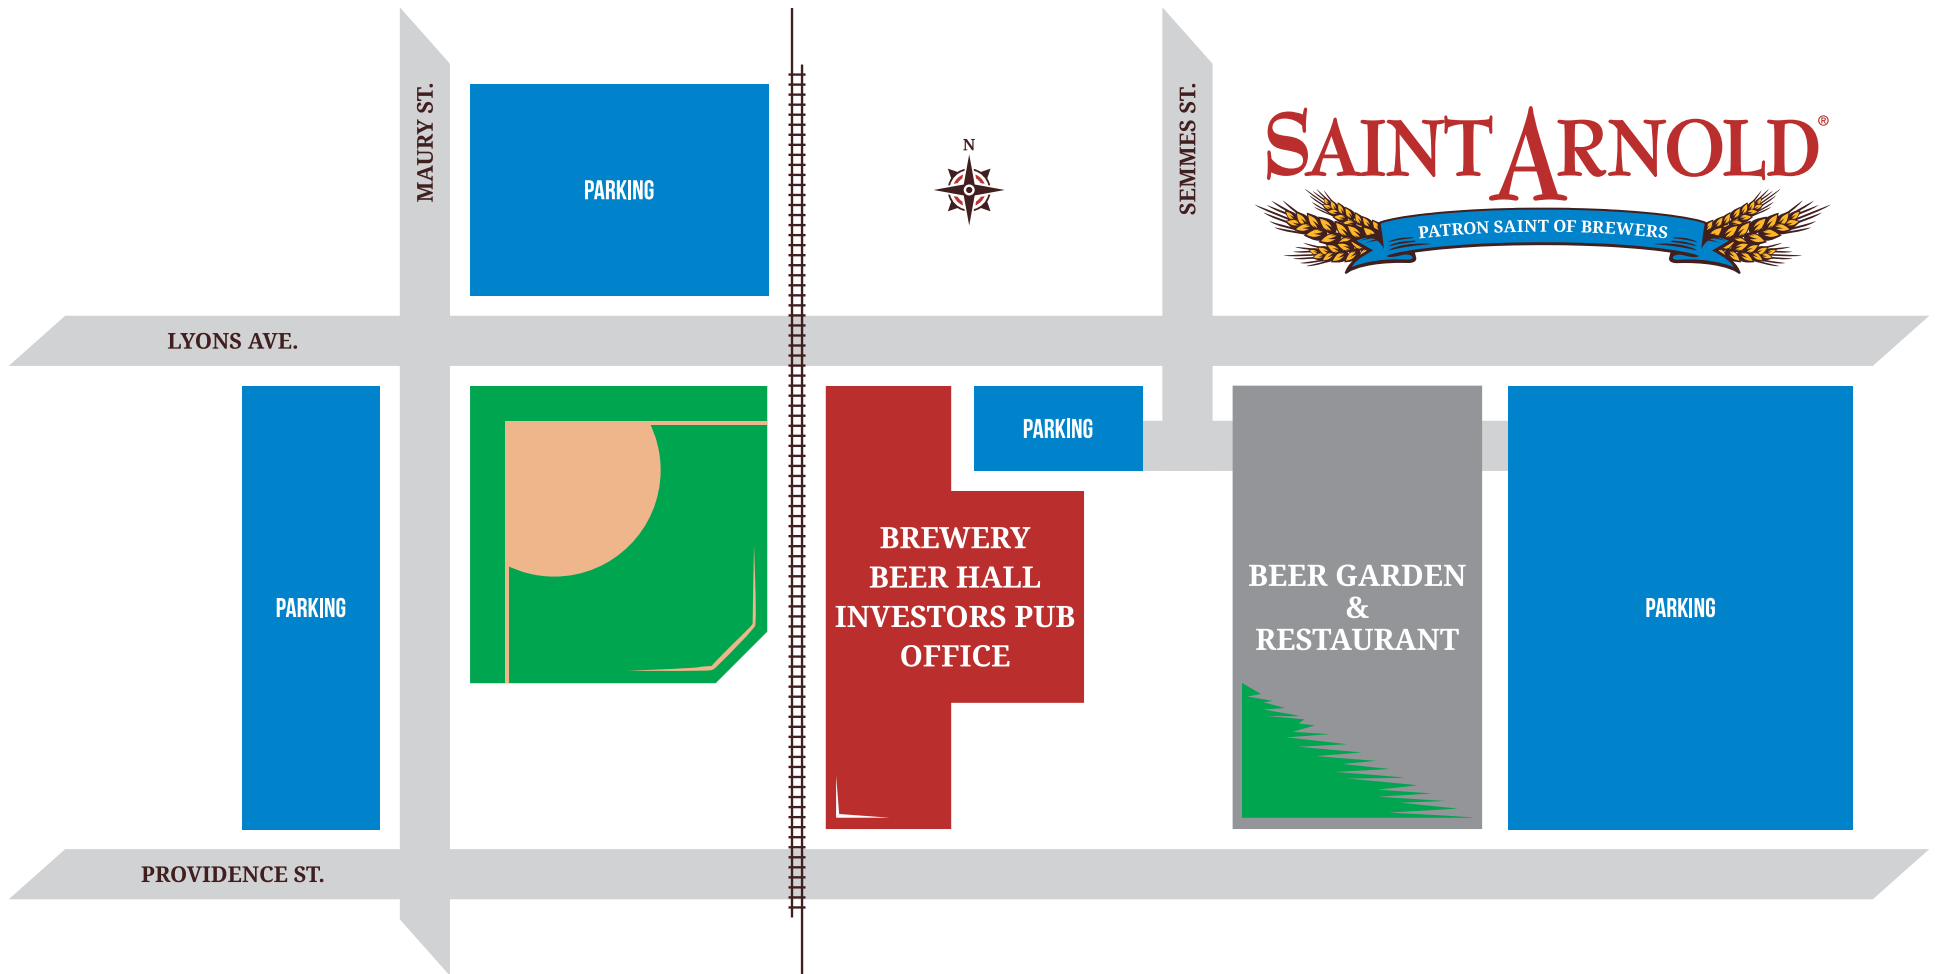 MAURY ST.
PARKING
N
SEMMES ST.
SAINT ARNOLD®
PATRON SAINT OF BREWERS
LYONS AVE.
PARKING
PARKING
BREWERY
BEER HALL
INVESTORS PUB
OFFICE
BEER GARDEN
&
RESTAURANT
PARKING
PROVIDENCE ST.